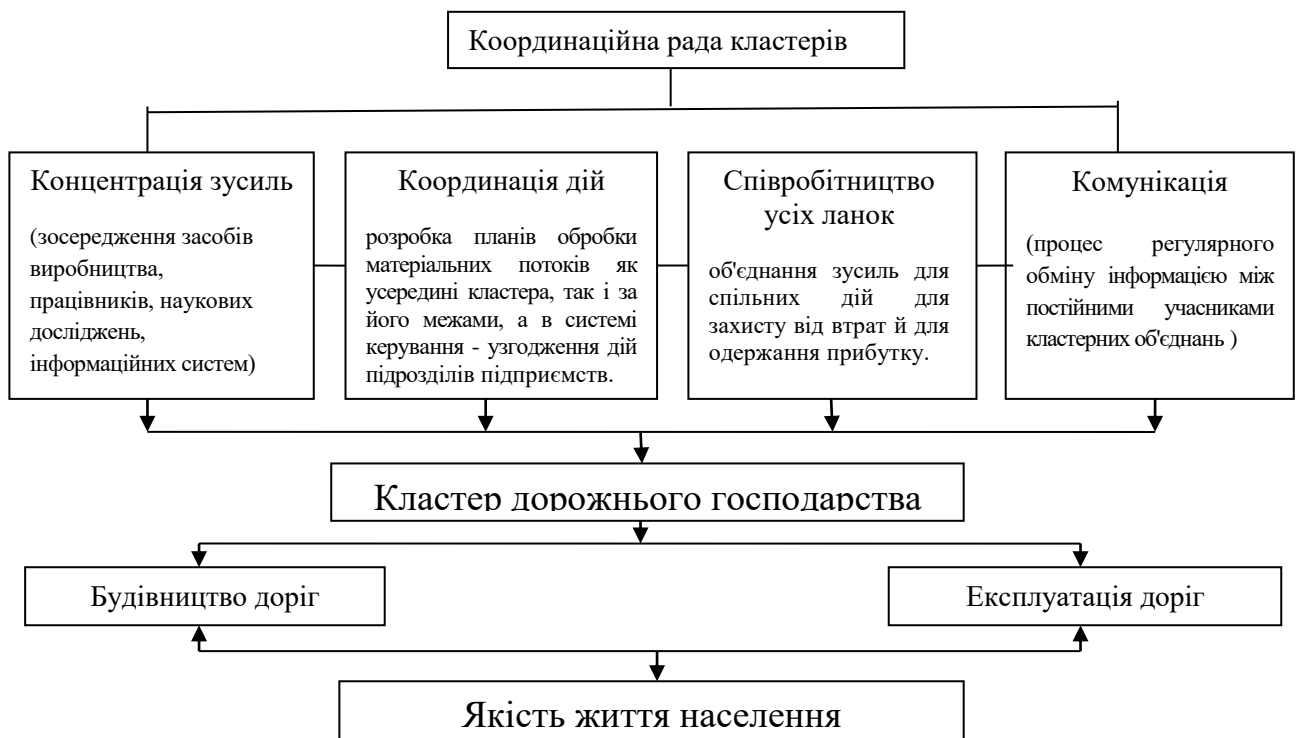 Координаційна рада кластерів
Концентрація зусиль
(зосередження засобів
виробництва,
працівників, наукових
досліджень,
інформаційних систем)
Координація дій
розробка планів обробки
матеріальних потоків як
усередині кластера, так і за
його межами, а в системі
керування - узгодження дій
підрозділів підприємств.
Співробітництво
усіх ланок
об'єднання зусиль для
спільних дій для
захисту від втрат й для
одержання прибутку.
Комунікація
(процес регулярного
обміну інформацією між
постійними учасниками
кластерних об'єднань )
Кластер дорожнього господарства
Будівництво доріг
Експлуатація доріг
Якість життя населення